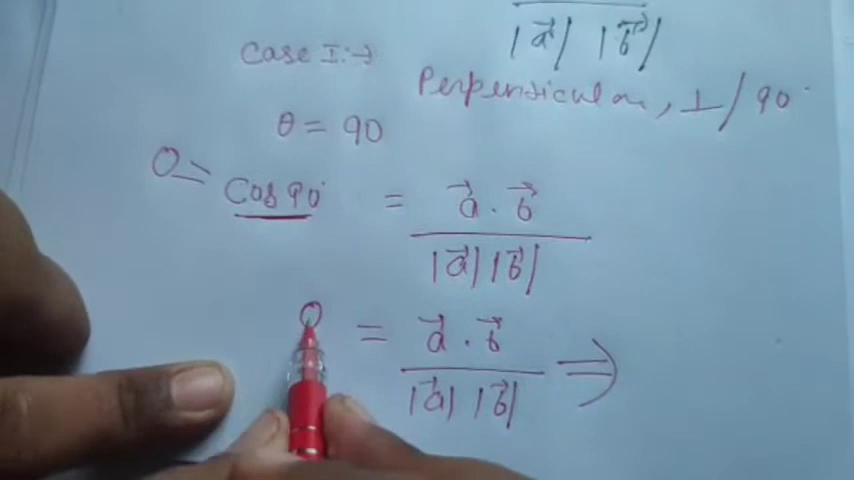 |a⃗| |b⃗|
Case I:→
Perpendicular, ⊥/90°
θ = 90
0 = Cos 90° = a⃗ . b⃗
|a⃗| |b⃗|
0 = a⃗ . b⃗ ⇒
|a⃗| |b⃗|